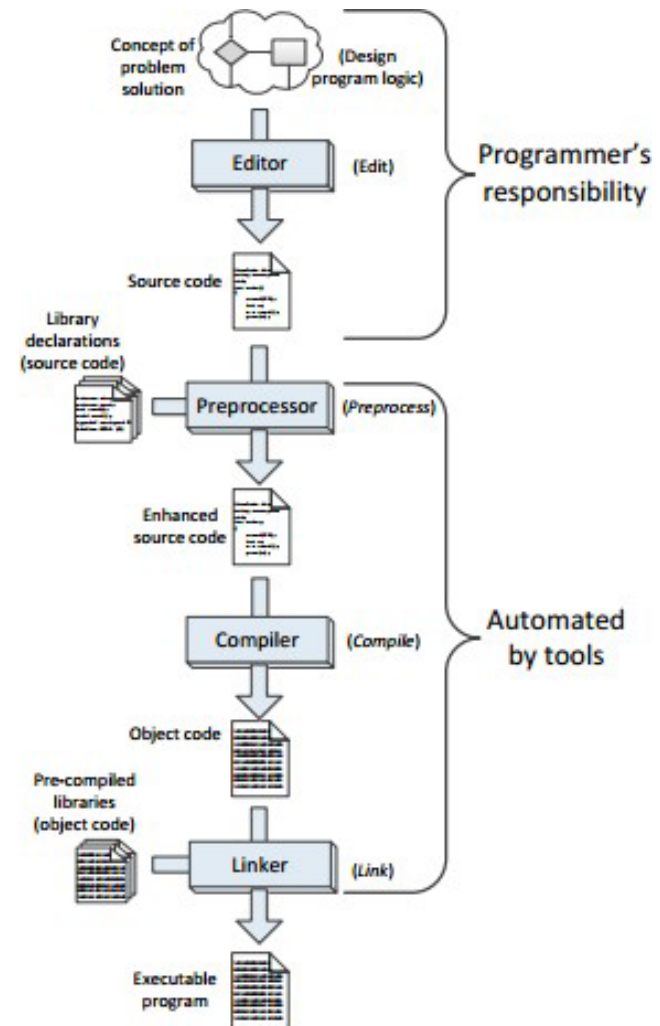 Concept of
problem
solution
(Design
program logic)
Editor
(Edit)
Programmer's
responsibility
Source code
Library
declarations
(source code)
Preprocessor
(Preprocess)
Enhanced
source code
Compiler
(Compile)
Automated
by tools
Object code
Pre-compiled
libraries
(object code)
Linker
(Link)
Executable
program